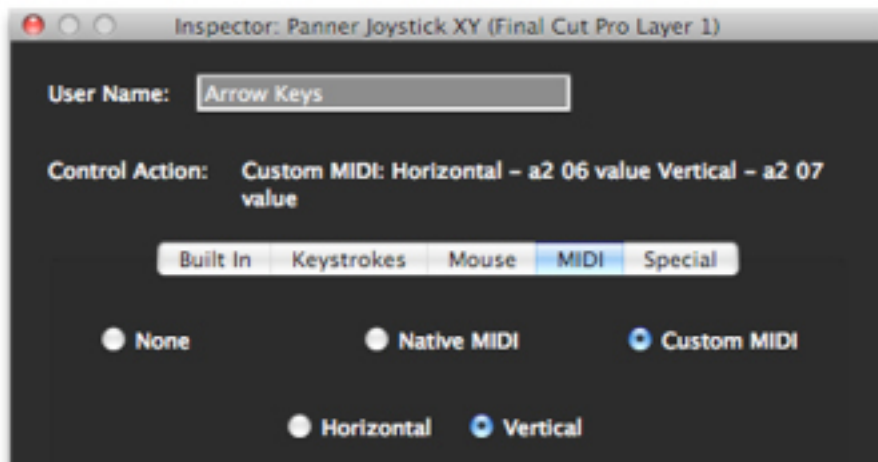 Inspector: Panner Joystick XY (Final Cut Pro Layer 1)
User Name: Arrow Keys
Control Action: Custom MIDI: Horizontal – a2 06 value Vertical – a2 07
value
Built In Keystrokes Mouse MIDI Special
None Native MIDI Custom MIDI
Horizontal Vertical